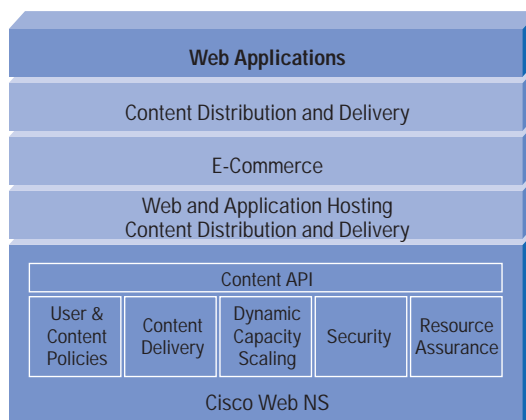 Web Applications
Content Distribution and Delivery
E-Commerce
Web and Application Hosting
Content Distribution and Delivery
Content API
User &
Content
Policies
Content
Delivery
Dynamic
Capacity
Scaling
Security
Resource
Assurance
Cisco Web NS